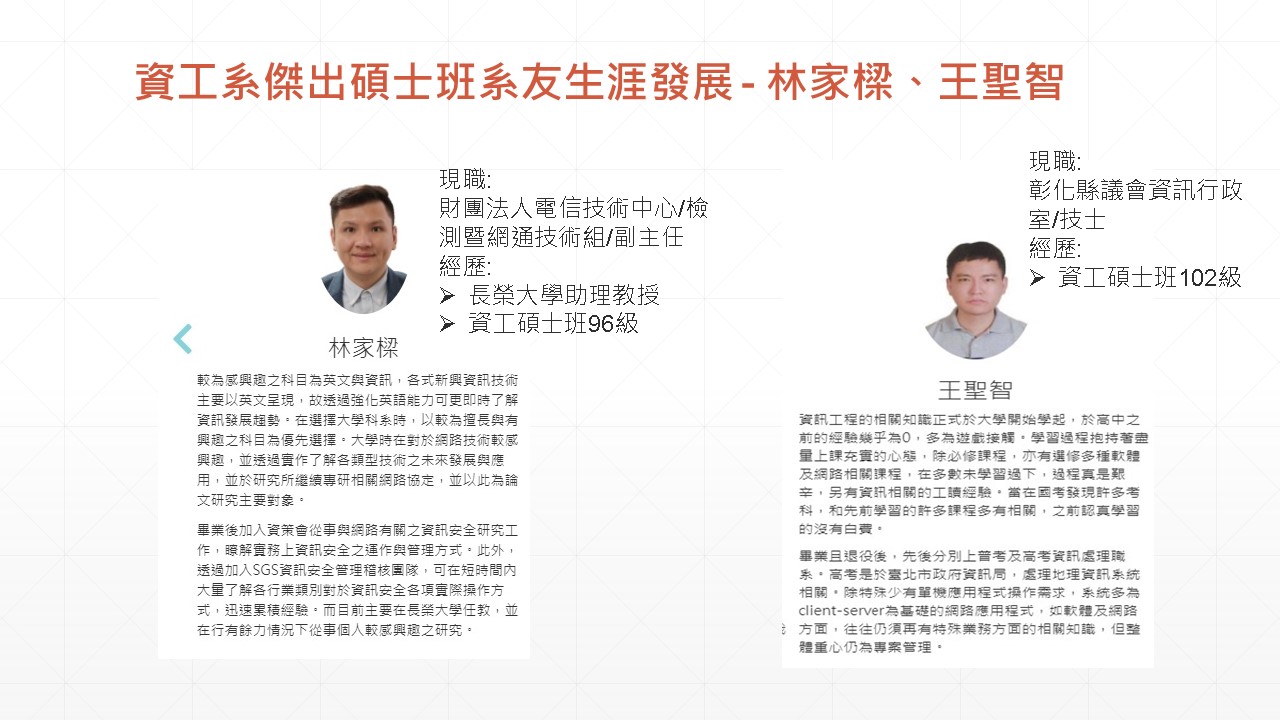 資工系傑出碩士班系友生涯發展 - 林家樑、王聖智
現職:
財團法人電信技術中心/檢
測暨網通技術組/副主任
經歷:
➢ 長榮大學助理教授
➢ 資工碩士班96級
林家樑
較為感興趣之科目為英文與資訊，各式新興資訊技術
主要以英文呈現，故透過強化英語能力可更即時了解
資訊發展趨勢。在選擇大學科系時，以較為擅長與有
興趣之科目為優先選擇。大學時在對於網路技術較感
興趣，並透過實作了解各類型技術之未來發展與應
用，並於研究所繼續專研相關網路協定，並以此為論
文研究主要對象。
畢業後加入資策會從事與網路有關之資訊安全研究工
作，瞭解實務上資訊安全之運作與管理方式。此外，
透過加入SGS資訊安全管理稽核團隊，可在短時間內
大量了解各行業類別對於資訊安全各項實際操作方
式，迅速累積經驗。而目前主要在長榮大學任教，並
在行有餘力情況下從事個人較感興趣之研究。
現職:
彰化縣議會資訊行政
室/技士
經歷:
➢ 資工碩士班102級
王聖智
資訊工程的相關知識正式於大學開始學起，於高中之
前的經驗幾乎為0，多為遊戲接觸。學習過程抱持著盡
量上課充實的心態，除必修課程，亦有選修多種軟體
及網路相關課程，在多數未學習過下，過程真是艱
辛，另有資訊相關的工讀經驗。當在國考發現許多考
科，和先前學習的許多課程多有相關，之前認真學習
的沒有白費。
畢業且退役後，先後分別上普考及高考資訊處理職
系。高考是於臺北市政府資訊局，處理地理資訊系統
相關。除特殊少有單機應用程式操作需求，系統多為
client-server為基礎的網路應用程式，如軟體及網路
方面，往往仍須再有特殊業務方面的相關知識，但整
體重心仍為專案管理。